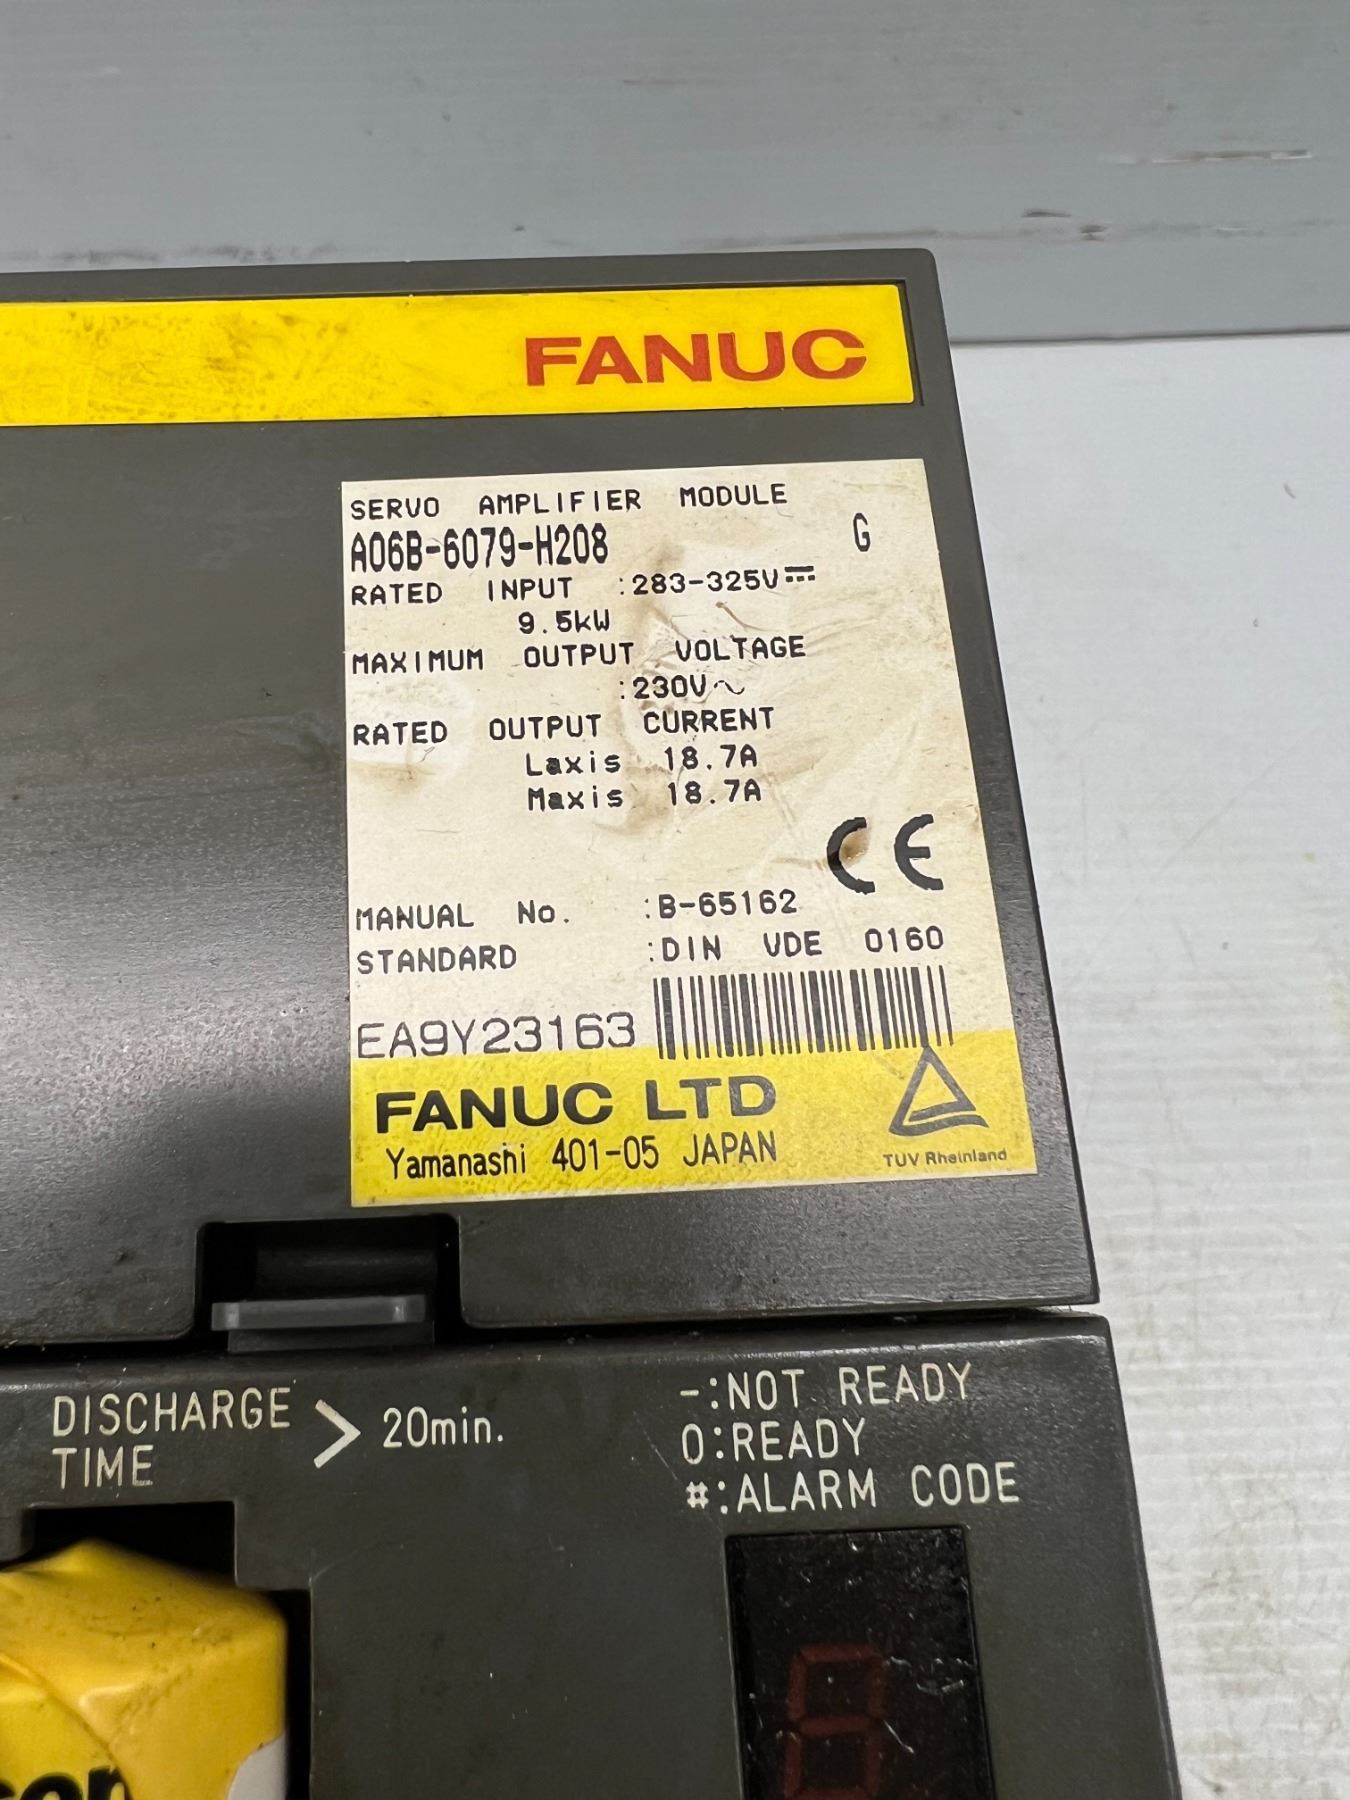 FANUC
SERVO AMPLIFIER MODULE
A06B-6079-H208 G
RATED INPUT :283-325V⎓
9.5kW
MAXIMUM OUTPUT VOLTAGE
:230V~
RATED OUTPUT CURRENT
Laxis 18.7A
Maxis 18.7A
CE
MANUAL No. :B-65162
STANDARD :DIN VDE 0160
EA9Y23163
FANUC LTD
Yamanashi 401-05 JAPAN
TUV Rheinland
DISCHARGE
TIME > 20min.
-:NOT READY
0:READY
#:ALARM CODE